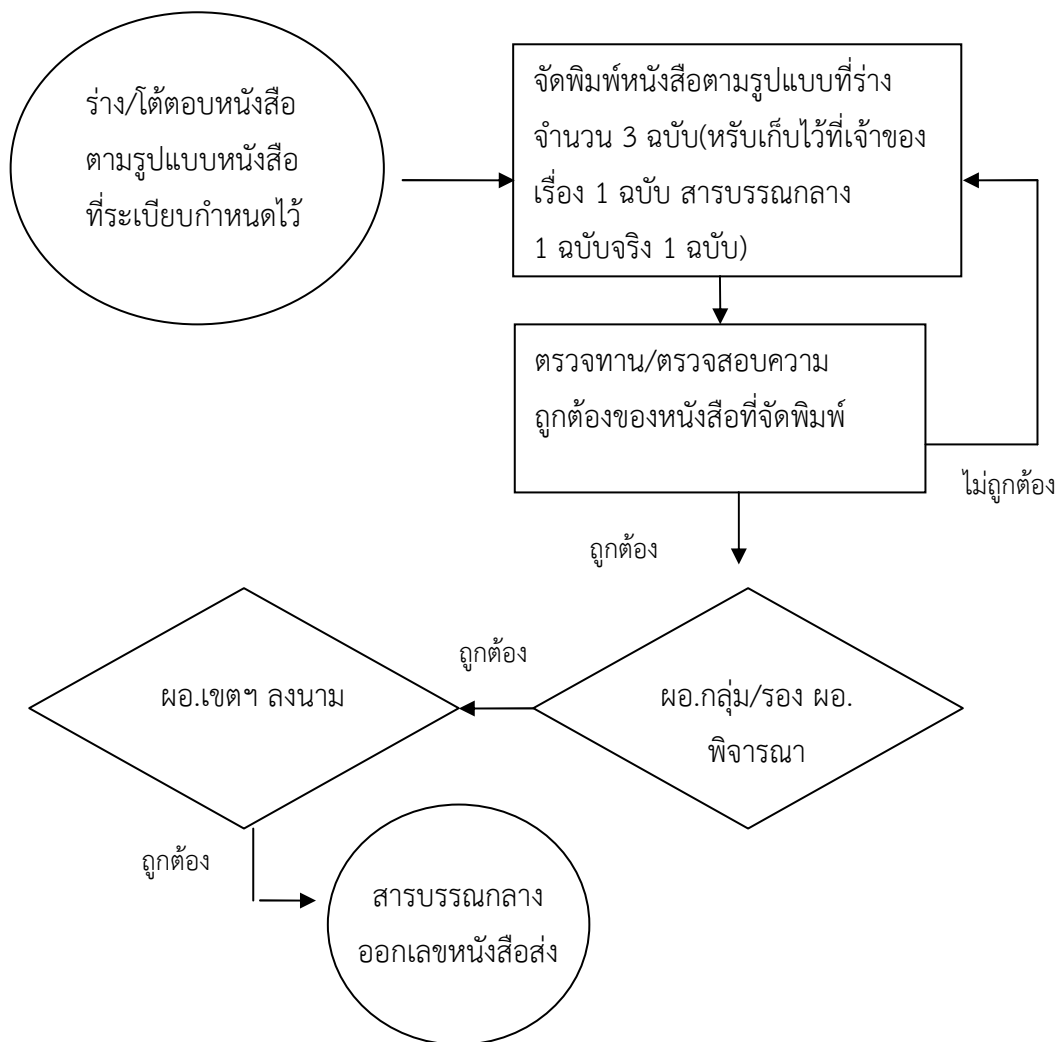 ร่าง/โต้ตอบหนังสือ
ตามรูปแบบหนังสือ
ที่ระเบียบกำหนดไว้
จัดพิมพ์หนังสือตามรูปแบบที่ร่าง
จำนวน 3 ฉบับ(หรับเก็บไว้ที่เจ้าของ
เรื่อง 1 ฉบับ สารบรรณกลาง
1 ฉบับจริง 1 ฉบับ)
ตรวจทาน/ตรวจสอบความ
ถูกต้องของหนังสือที่จัดพิมพ์
ไม่ถูกต้อง
ถูกต้อง
ผอ.กลุ่ม/รอง ผอ.
พิจารณา
ถูกต้อง
ผอ.เขตฯ ลงนาม
ถูกต้อง
สารบรรณกลาง
ออกเลขหนังสือส่ง